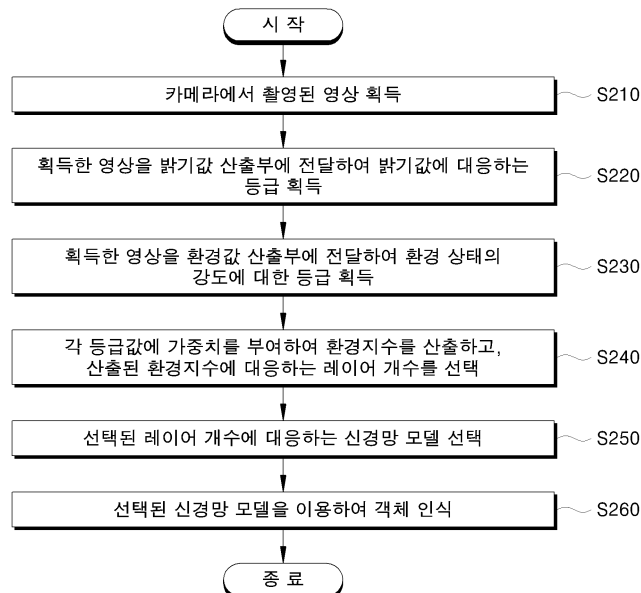 시 작
카메라에서 촬영된 영상 획득
S210
획득한 영상을 밝기값 산출부에 전달하여 밝기값에 대응하는
등급 획득
S220
획득한 영상을 환경값 산출부에 전달하여 환경 상태의
강도에 대한 등급 획득
S230
각 등급값에 가중치를 부여하여 환경지수를 산출하고,
산출된 환경지수에 대응하는 레이어 개수를 선택
S240
선택된 레이어 개수에 대응하는 신경망 모델 선택
S250
선택된 신경망 모델을 이용하여 객체 인식
S260
종 료